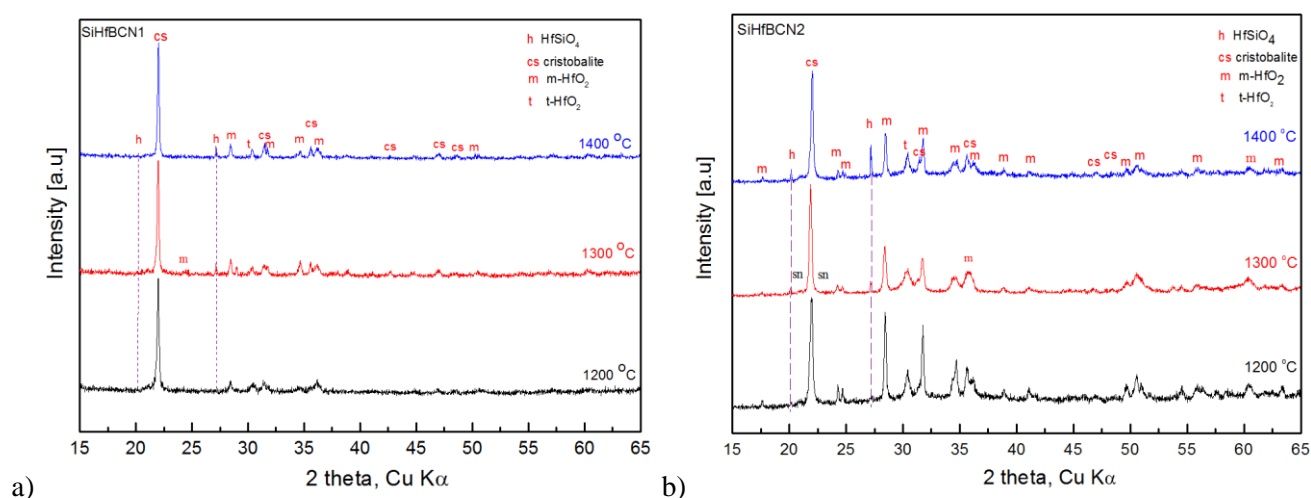 SiHfBCN1
h HfSiO₄
cs cristobalite
m m-HfO₂
t t-HfO₂
cs
h h m t cs m m cs m cs cs cs m
1400 °C
m
1300 °C
1200 °C
Intensity [a.u]
15 20 25 30 35 40 45 50 55 60 65
2 theta, Cu Kα
a)
SiHfBCN2
h HfSiO₄
cs cristobalite
m m-HfO₂
t t-HfO₂
cs
m h m m h m t cs m m cs m m m cs cs m m m m m
1400 °C
sn sn m
1300 °C
1200 °C
Intensity [a.u]
15 20 25 30 35 40 45 50 55 60 65
2 theta, Cu Kα
b)